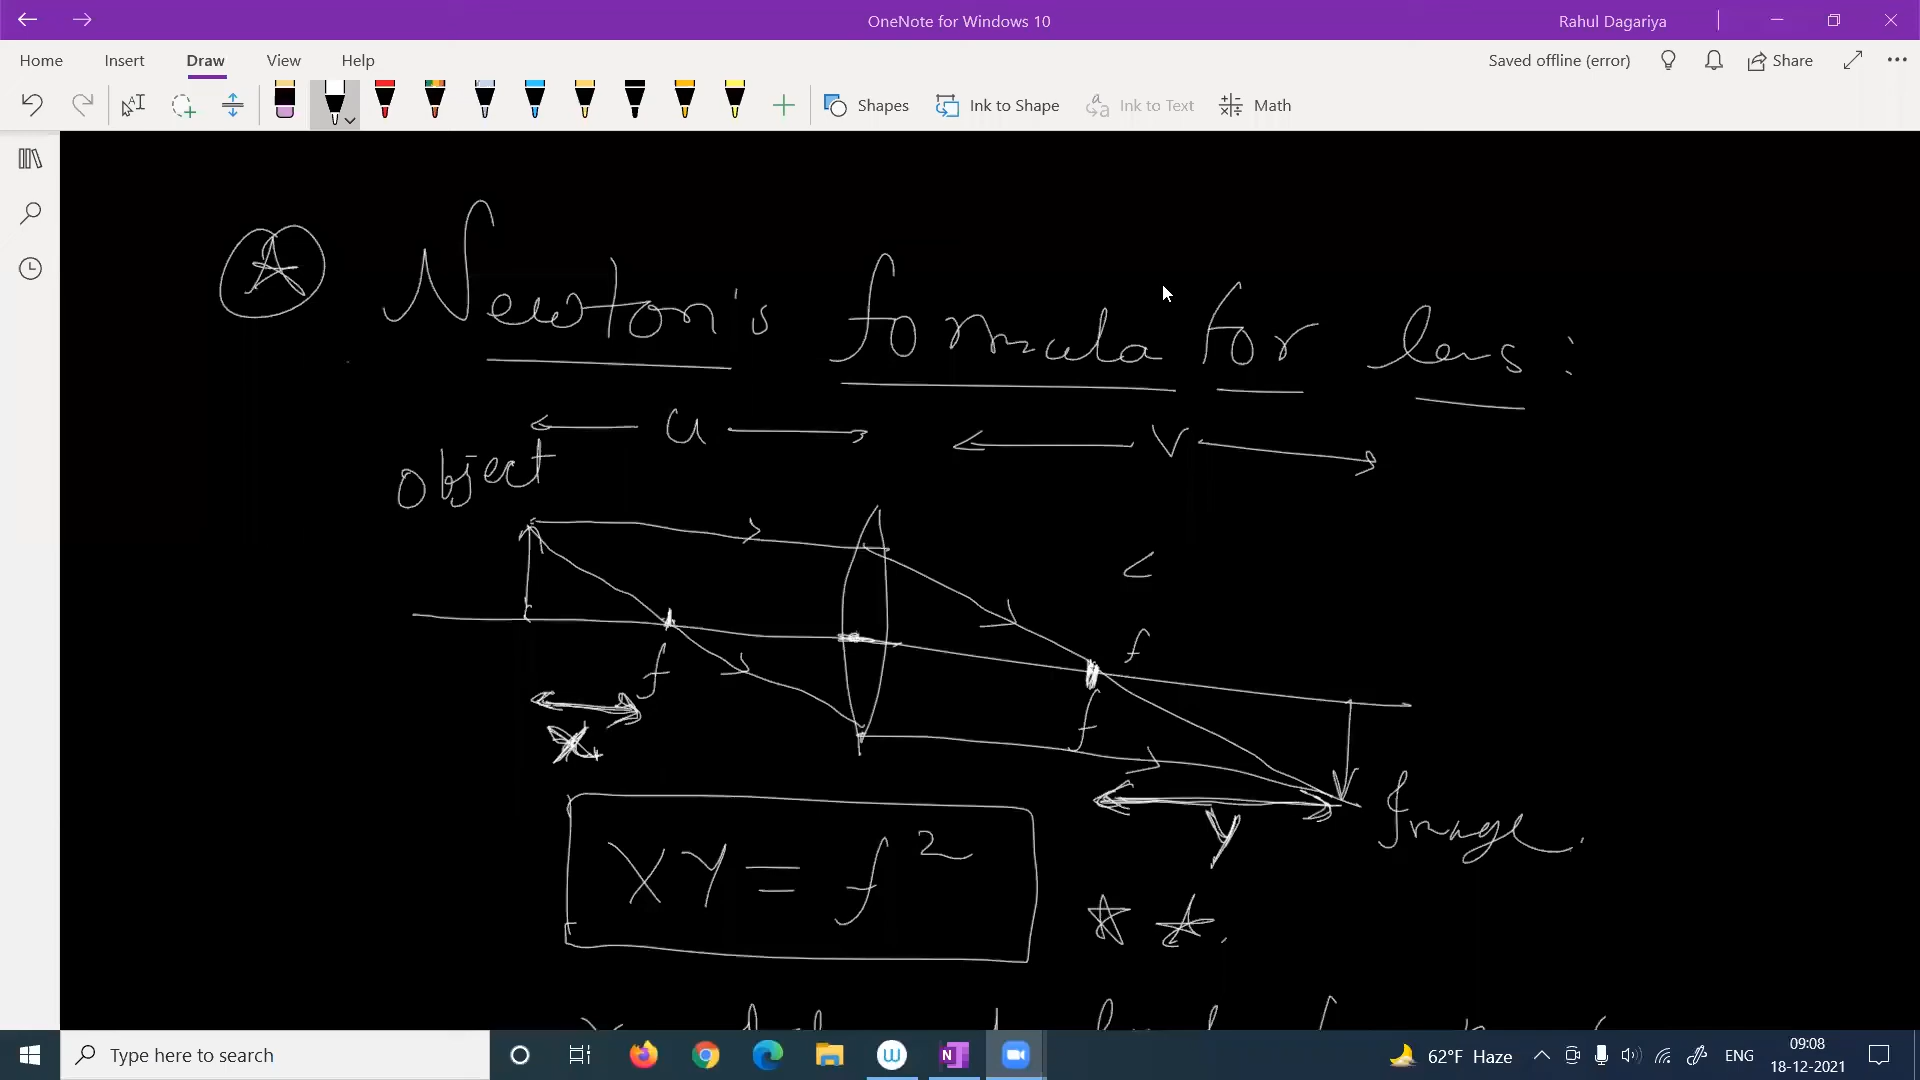 OneNote for Windows 10
Rahul Dagariya
Home Insert Draw View Help
Saved offline (error) Share
Shapes Ink to Shape Ink to Text Math
Newton's formula for lens :
u v
object
f
f
f
x
y
Image.
XY = f²
Type here to search
62°F Haze
ENG
09:08
18-12-2021